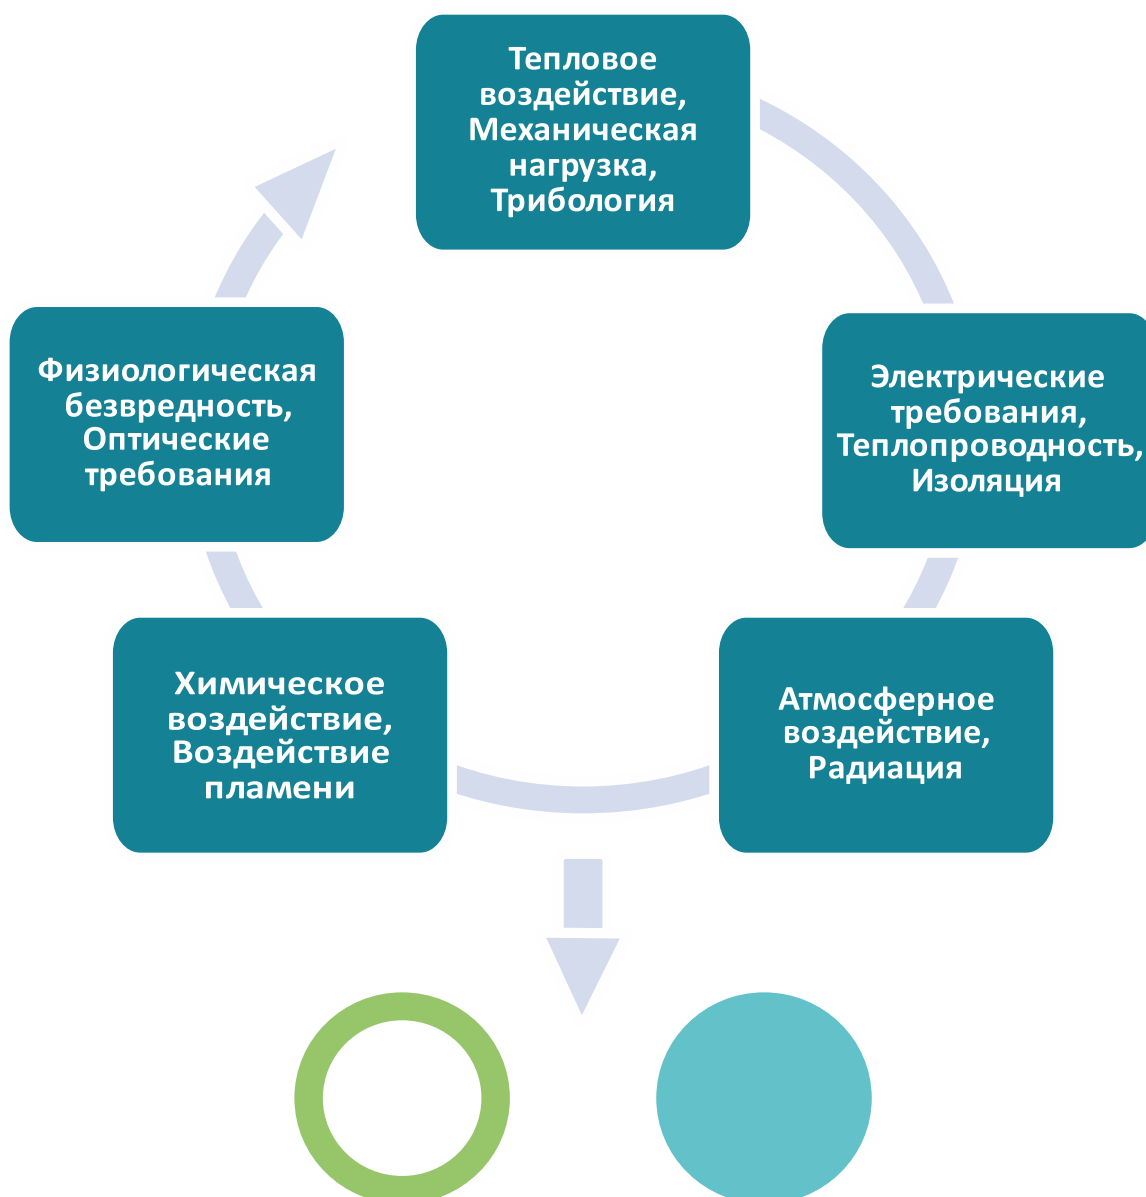 Тепловое
воздействие,
Механическая
нагрузка,
Трибология
Электрические
требования,
Теплопроводность,
Изоляция
Атмосферное
воздействие,
Радиация
Химическое
воздействие,
Воздействие
пламени
Физиологическая
безвредность,
Оптические
требования